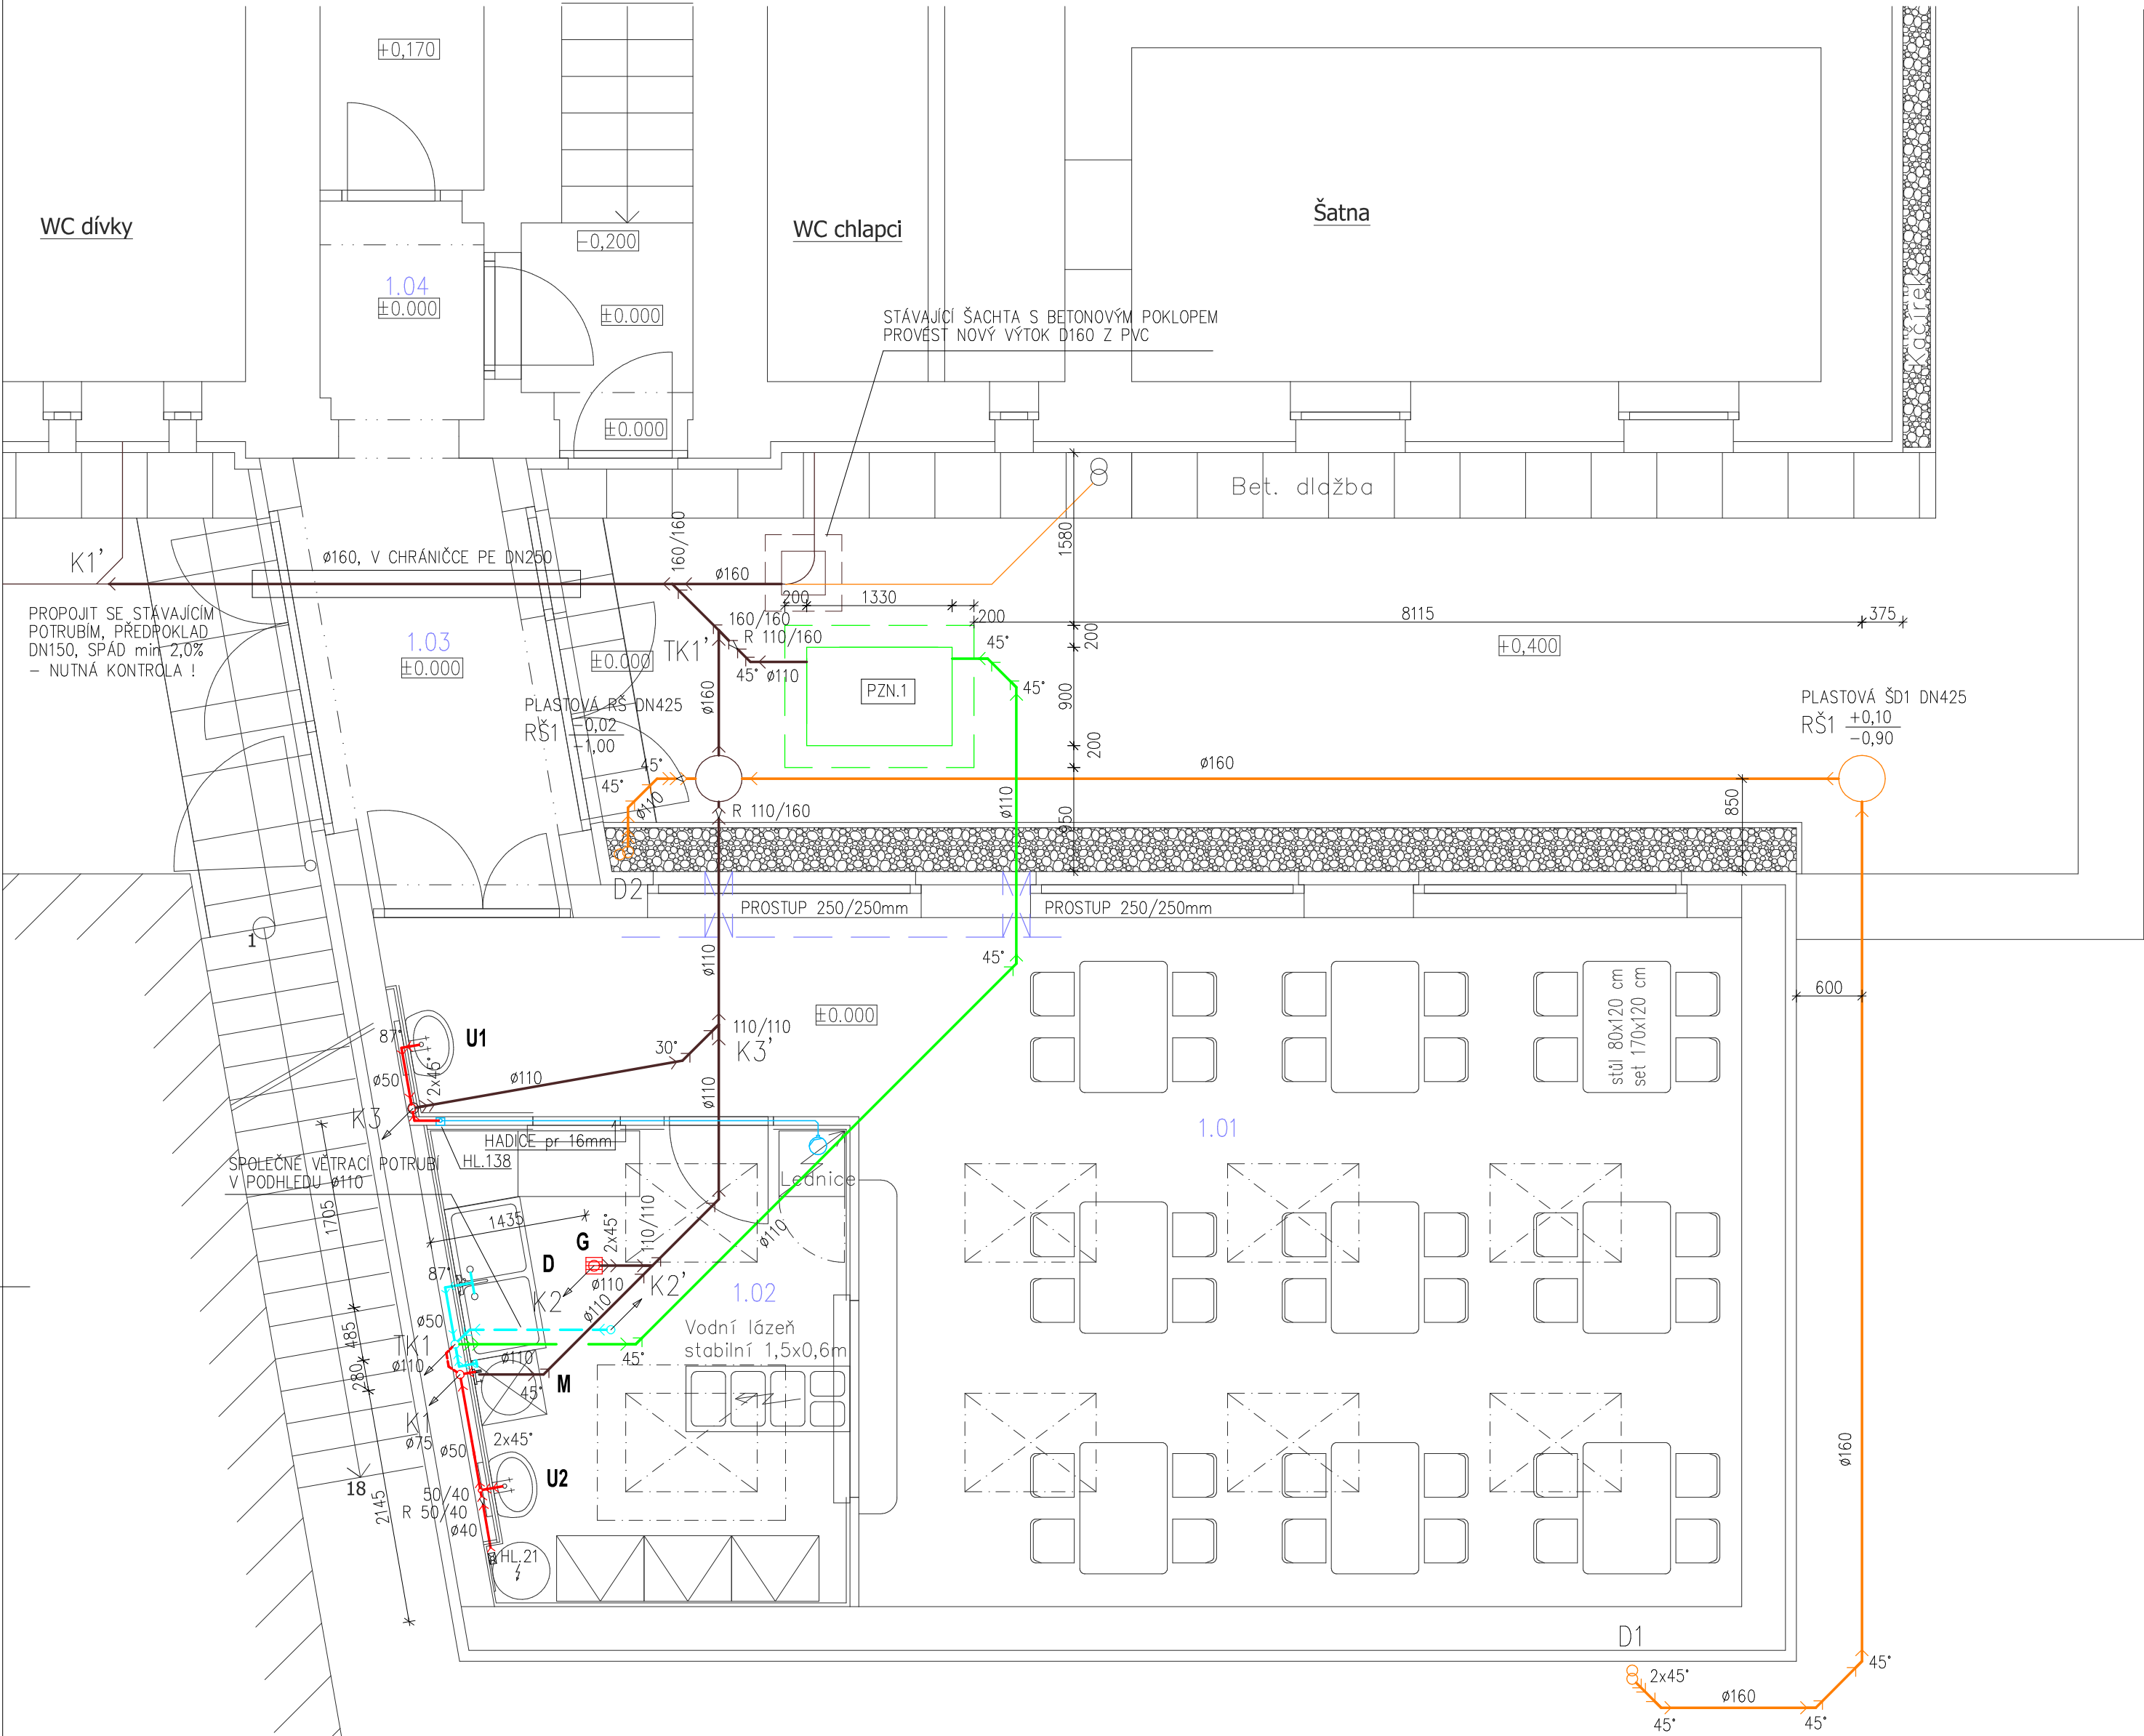 +0,170
WC dívky
-0,200
WC chlapci
Šatna
1.04
±0.000
±0.000
±0.000
Kačírek
STÁVAJÍCÍ ŠACHTA S BETONOVÝM POKLOPEM
PROVÉST NOVÝ VÝTOK D160 Z PVC
Bet. dlažba
K1'
ø160, V CHRÁNIČCE PE DN250
160/160
ø160
1580
PROPOJIT SE STÁVAJÍCÍM
POTRUBÍM, PŘEDPOKLAD
DN150, SPÁD min 2,0%
– NUTNÁ KONTROLA !
1.03
±0.000
±0.000
200
1330
200
200
8115
375
+0,400
TK1'
160/160
R 110/160
45°
ø110
45°
45°
PZN.1
900
200
ø160
PLASTOVÁ RŠ DN425
RŠ1
-0,02
-1,00
PLASTOVÁ ŠD1 DN425
RŠ1
+0,10
-0,90
45°
45°
ø110
ø160
R 110/160
ø110
950
850
D2
PROSTUP 250/250mm
PROSTUP 250/250mm
1
ø110
45°
±0.000
600
stůl 80x120 cm
set 170x120 cm
87°
U1
ø50
2x45°
ø110
30°
110/110
K3'
ø110
K3
HADICE pr 16mm
HL.138
1.01
SPOLEČNÉ VĚTRACÍ POTRUBÍ
V PODHLEDU ø110
Lednice
1705
1435
G
D
2x45°
110/110
ø110
87°
ø110
K2
K2'
ø110
1.02
ø50
485
TK1
ø110
280
ø110
45°
Vodní lázeň
stabilní 1,5x0,6m
45°
M
K1
ø75
ø50
2x45°
U2
18
50/40
R 50/40
ø40
2145
HL.21
ø160
D1
2x45°
ø160
45°
45°
45°